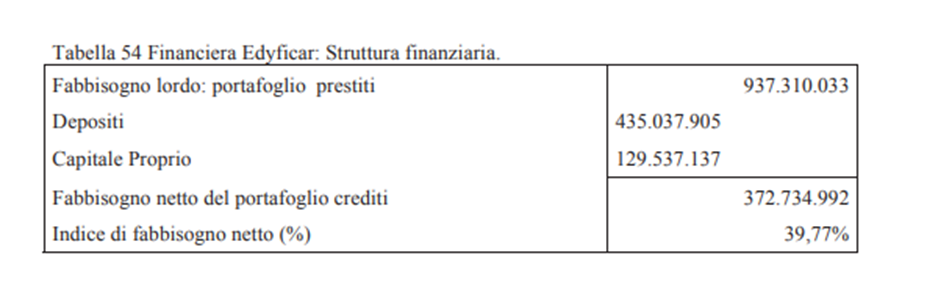 Tabella 54 Financiera Edyficar: Struttura finanziaria.
Fabbisogno lordo: portafoglio prestiti 937.310.033
Depositi 435.037.905
Capitale Proprio 129.537.137
Fabbisogno netto del portafoglio crediti 372.734.992
Indice di fabbisogno netto (%) 39,77%